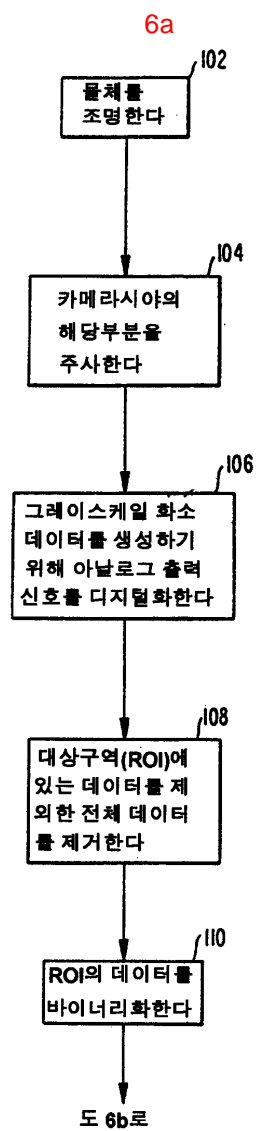 6a
102
물체를
조명한다
104
카메라시야의
해당부분을
주사한다
106
그레이스케일 화소
데이터를 생성하기
위해 아날로그 출력
신호를 디지털화한다
108
대상구역(ROI)에
있는 데이터를 제
외한 전체 데이터
를 제거한다
110
ROI의 데이터를
바이너리화한다
도 6b로